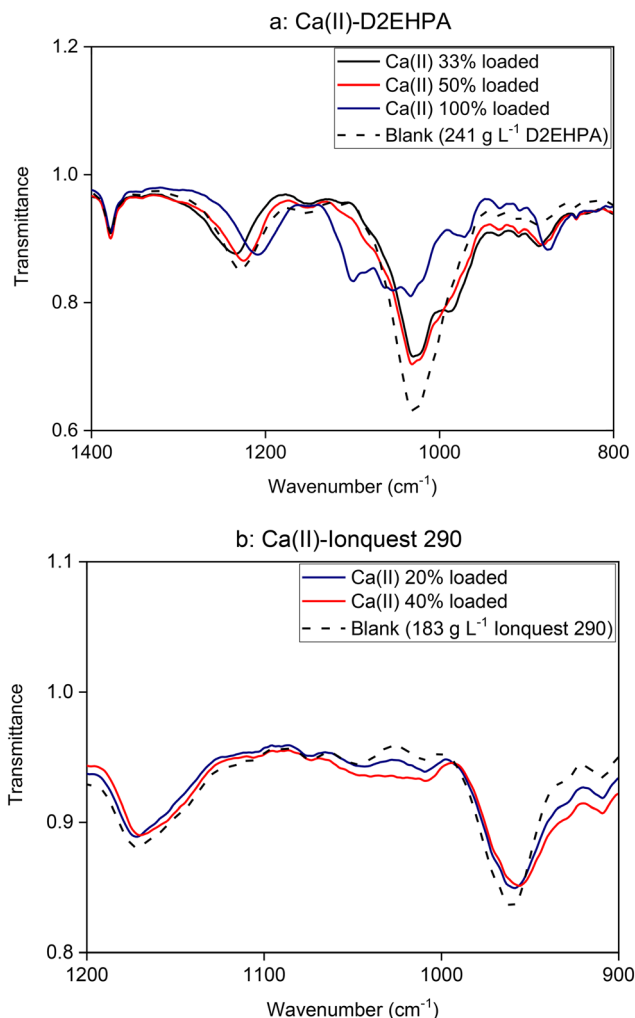 a: Ca(II)-D2EHPA
1.2
Ca(II) 33% loaded
Ca(II) 50% loaded
Ca(II) 100% loaded
Blank (241 g L⁻¹ D2EHPA)
1.0
Transmittance
0.8
0.6
1400 1200 1000 800
Wavenumber (cm⁻¹)
b: Ca(II)-Ionquest 290
1.1
Ca(II) 20% loaded
Ca(II) 40% loaded
Blank (183 g L⁻¹ Ionquest 290)
1.0
Transmittance
0.9
0.8
1200 1100 1000 900
Wavenumber (cm⁻¹)